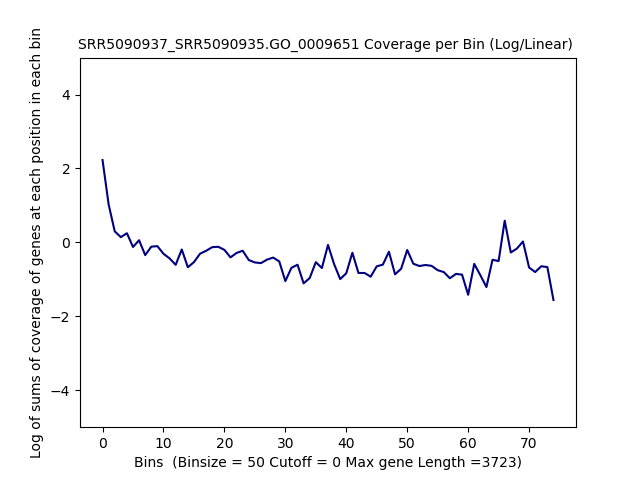 SRR5090937_SRR5090935.GO_0009651 Coverage per Bin (Log/Linear)
Log of sums of coverage of genes at each position in each bin
4
2
0
−2
−4
0 10 20 30 40 50 60 70
Bins  (Binsize = 50 Cutoff = 0 Max gene Length =3723)